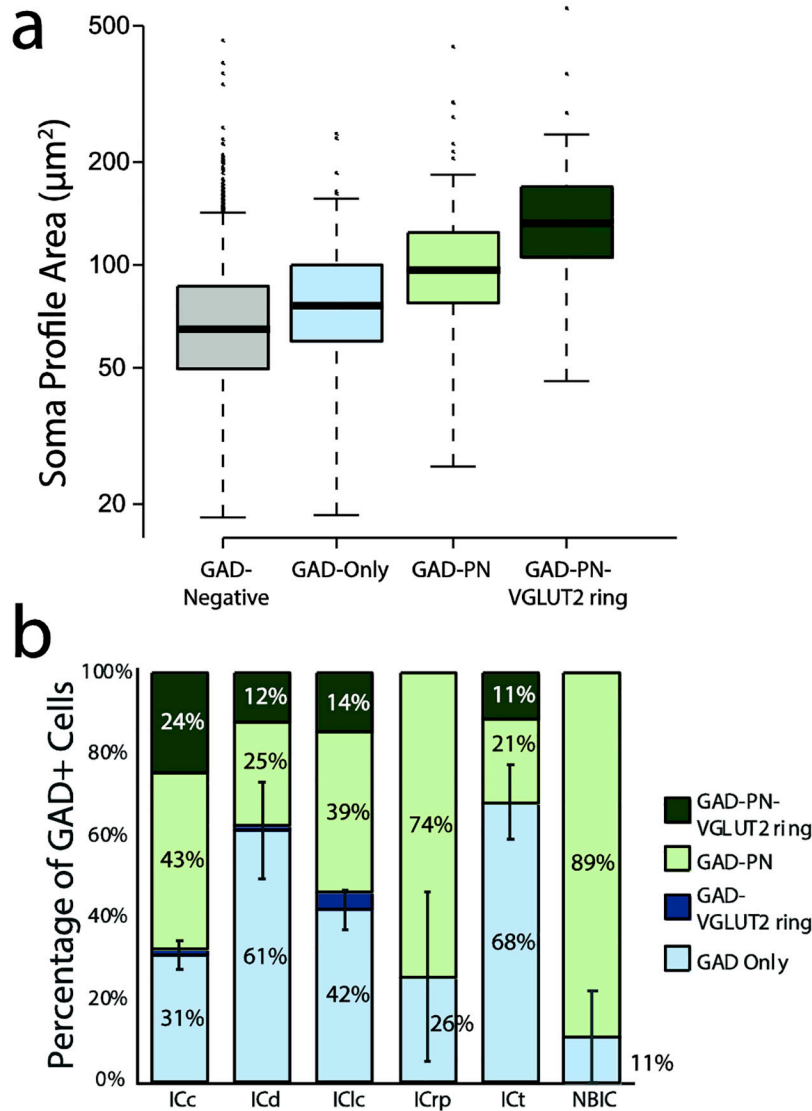 a
Soma Profile Area (µm²)
500
200
100
50
20
GAD-
Negative
GAD-Only
GAD-PN
GAD-PN-
VGLUT2 ring
b
Percentage of GAD+ Cells
100%
80%
60%
40%
20%
0%
24%
43%
31%
12%
25%
61%
14%
39%
42%
74%
26%
11%
21%
68%
89%
11%
ICc
ICd
IClc
ICrp
ICt
NBIC
GAD-PN-
VGLUT2 ring
GAD-PN
GAD-
VGLUT2 ring
GAD Only